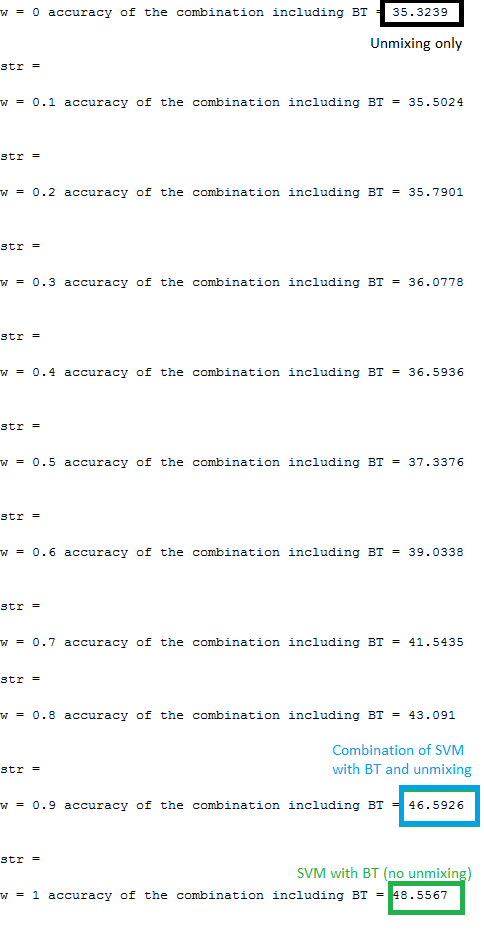 w = 0 accuracy of the combination including BT = 35.3239
Unmixing only
str =
w = 0.1 accuracy of the combination including BT = 35.5024
str =
w = 0.2 accuracy of the combination including BT = 35.7901
str =
w = 0.3 accuracy of the combination including BT = 36.0778
str =
w = 0.4 accuracy of the combination including BT = 36.5936
str =
w = 0.5 accuracy of the combination including BT = 37.3376
str =
w = 0.6 accuracy of the combination including BT = 39.0338
str =
w = 0.7 accuracy of the combination including BT = 41.5435
str =
w = 0.8 accuracy of the combination including BT = 43.091
Combination of SVM
with BT and unmixing
str =
w = 0.9 accuracy of the combination including BT = 46.5926
str =
SVM with BT (no unmixing)
w = 1 accuracy of the combination including BT = 48.5567